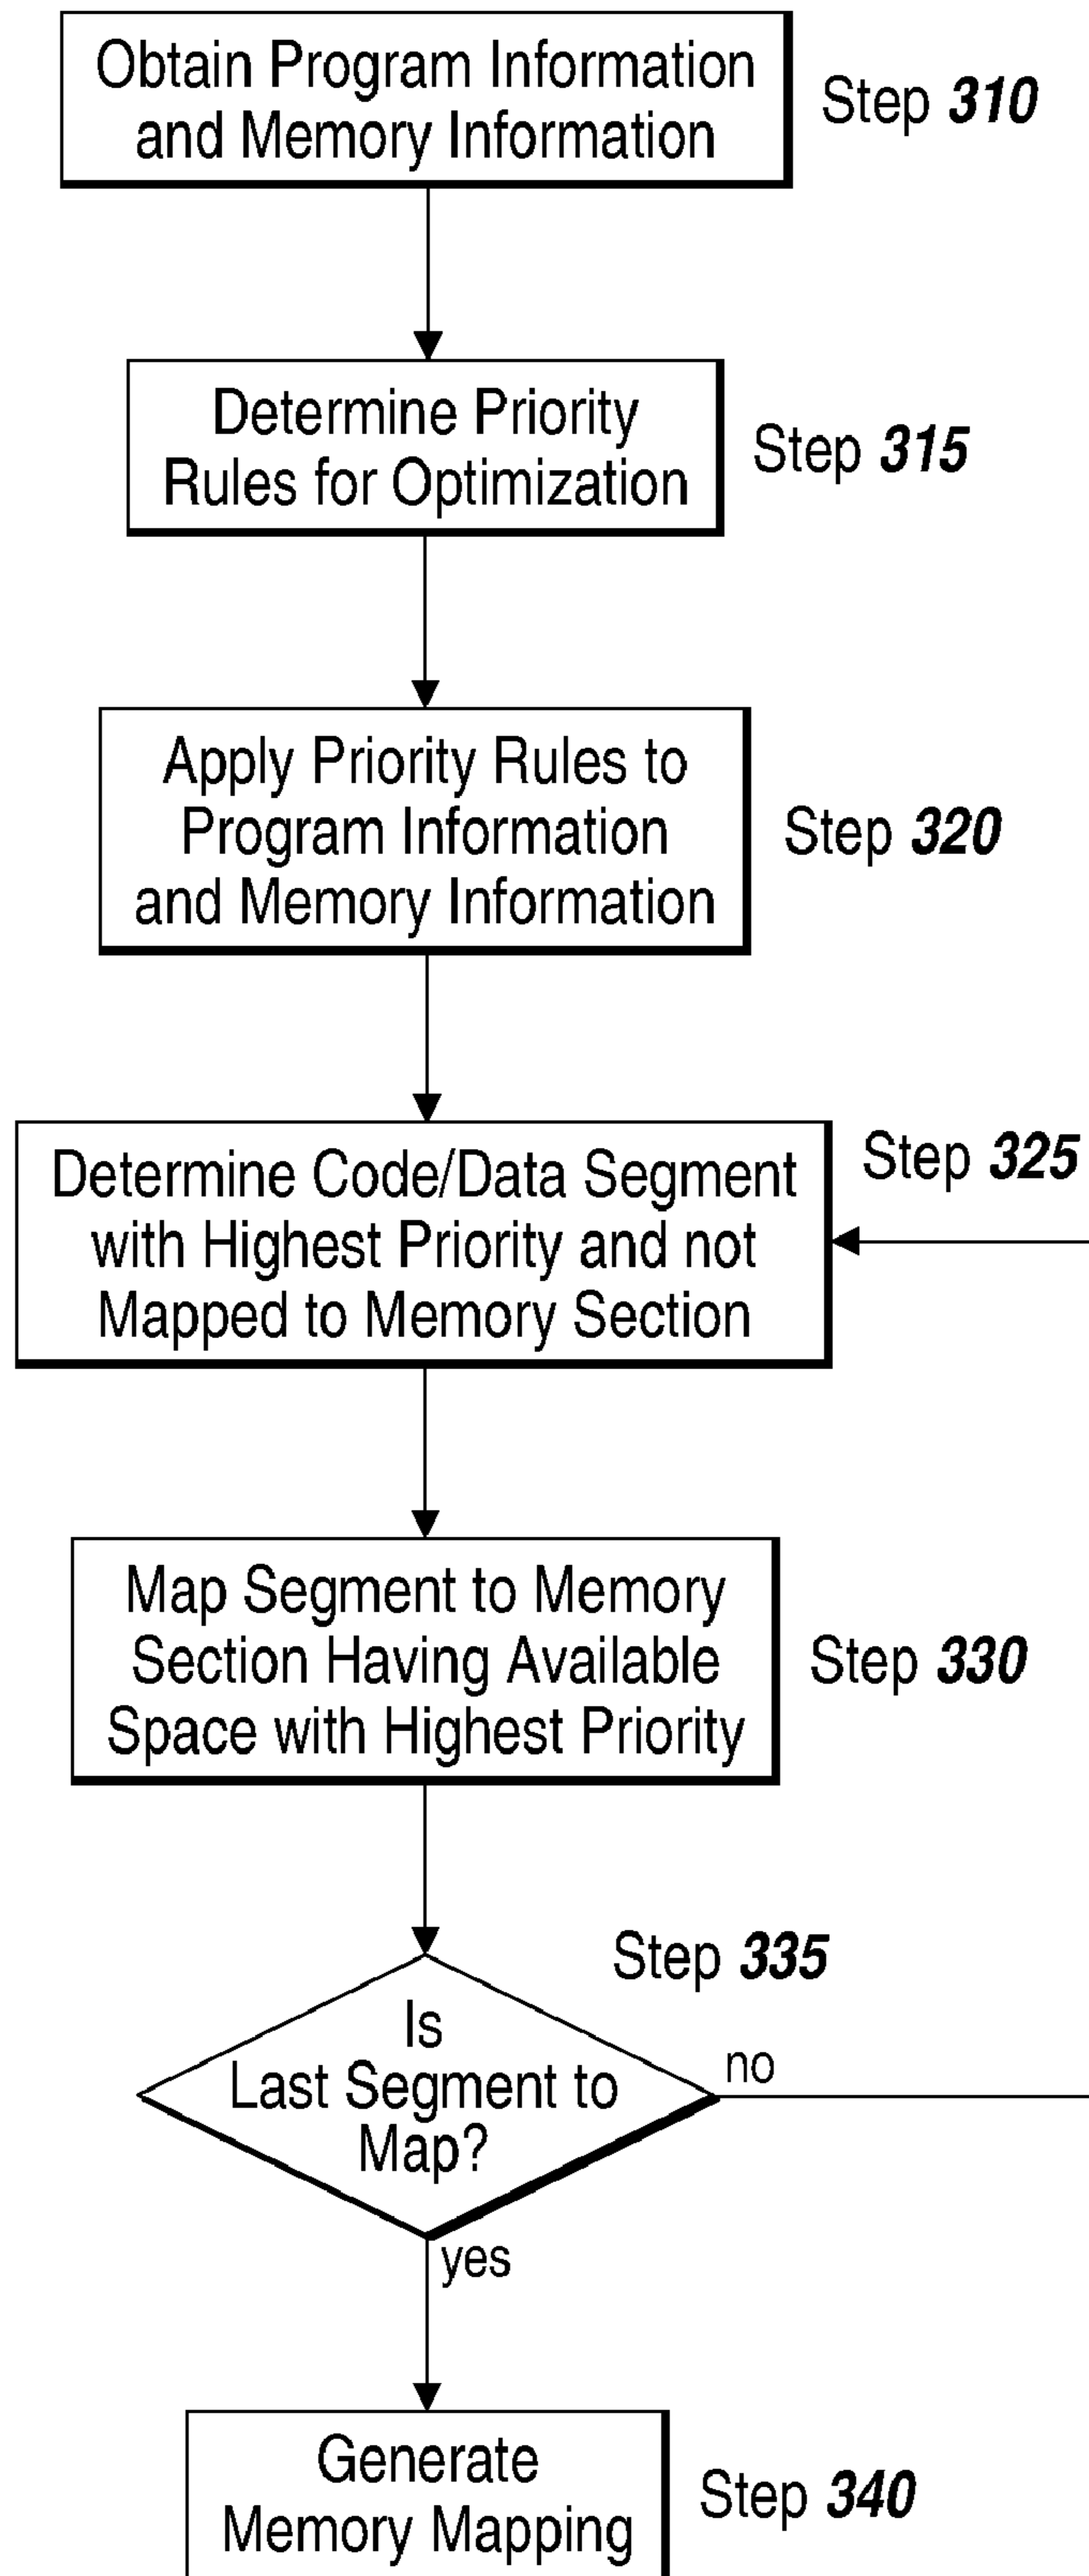 Obtain Program Information
and Memory Information
Step 310
Determine Priority
Rules for Optimization
Step 315
Apply Priority Rules to
Program Information
and Memory Information
Step 320
Determine Code/Data Segment
with Highest Priority and not
Mapped to Memory Section
Step 325
Map Segment to Memory
Section Having Available
Space with Highest Priority
Step 330
Step 335
Is
Last Segment to
Map?
no
yes
Generate
Memory Mapping
Step 340